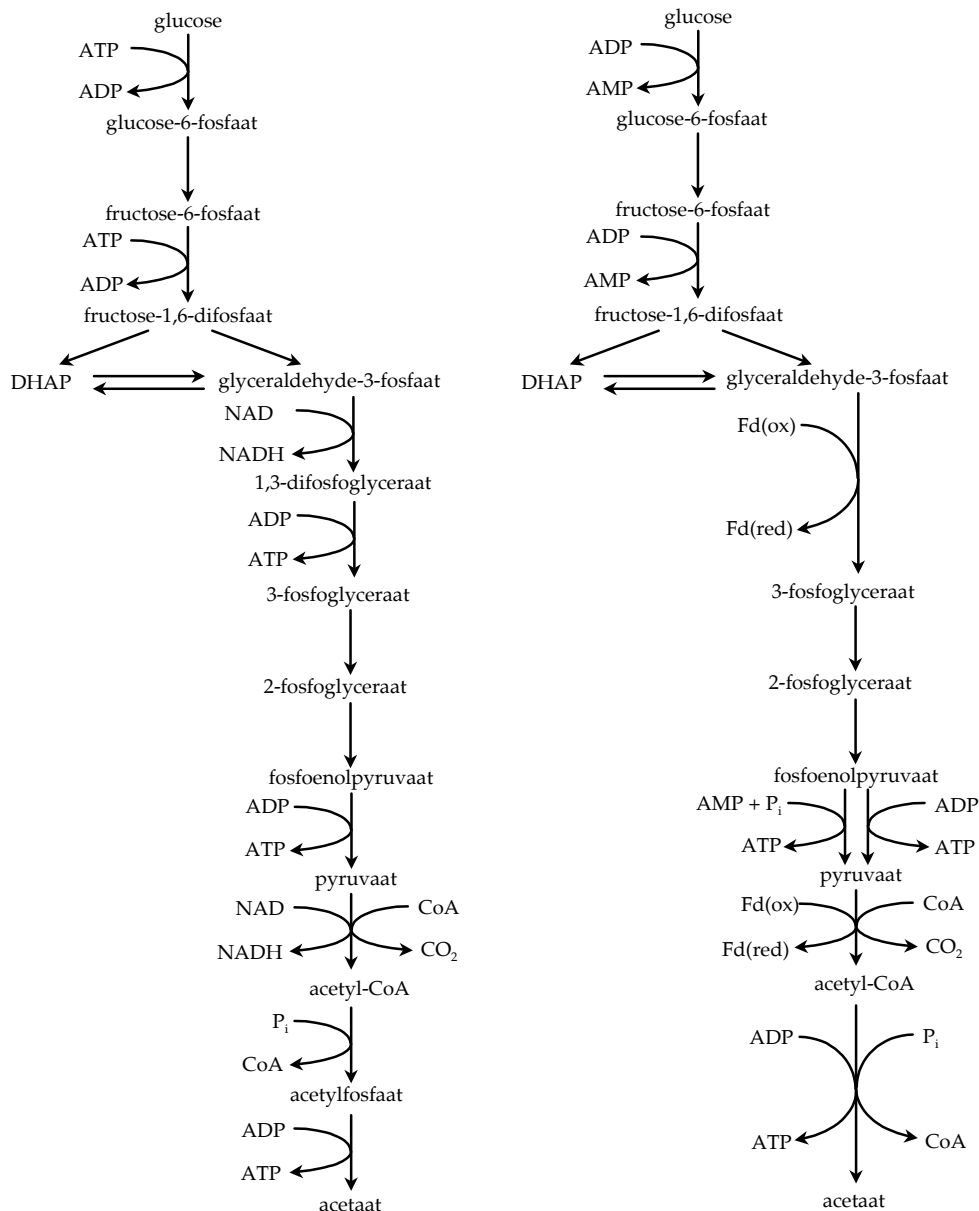 glucose
ATP
ADP
glucose-6-fosfaat
fructose-6-fosfaat
ATP
ADP
fructose-1,6-difosfaat
DHAP
glyceraldehyde-3-fosfaat
NAD
NADH
1,3-difosfoglyceraat
ADP
ATP
3-fosfoglyceraat
2-fosfoglyceraat
fosfoenolpyruvaat
ADP
ATP
pyruvaat
NAD
CoA
NADH
CO₂
acetyl-CoA
Pᵢ
CoA
acetylfosfaat
ADP
ATP
acetaat
glucose
ADP
AMP
glucose-6-fosfaat
fructose-6-fosfaat
ADP
AMP
fructose-1,6-difosfaat
DHAP
glyceraldehyde-3-fosfaat
Fd(ox)
Fd(red)
3-fosfoglyceraat
2-fosfoglyceraat
fosfoenolpyruvaat
AMP + Pᵢ
ADP
ATP
ATP
pyruvaat
Fd(ox)
CoA
Fd(red)
CO₂
acetyl-CoA
ADP
Pᵢ
ATP
CoA
acetaat